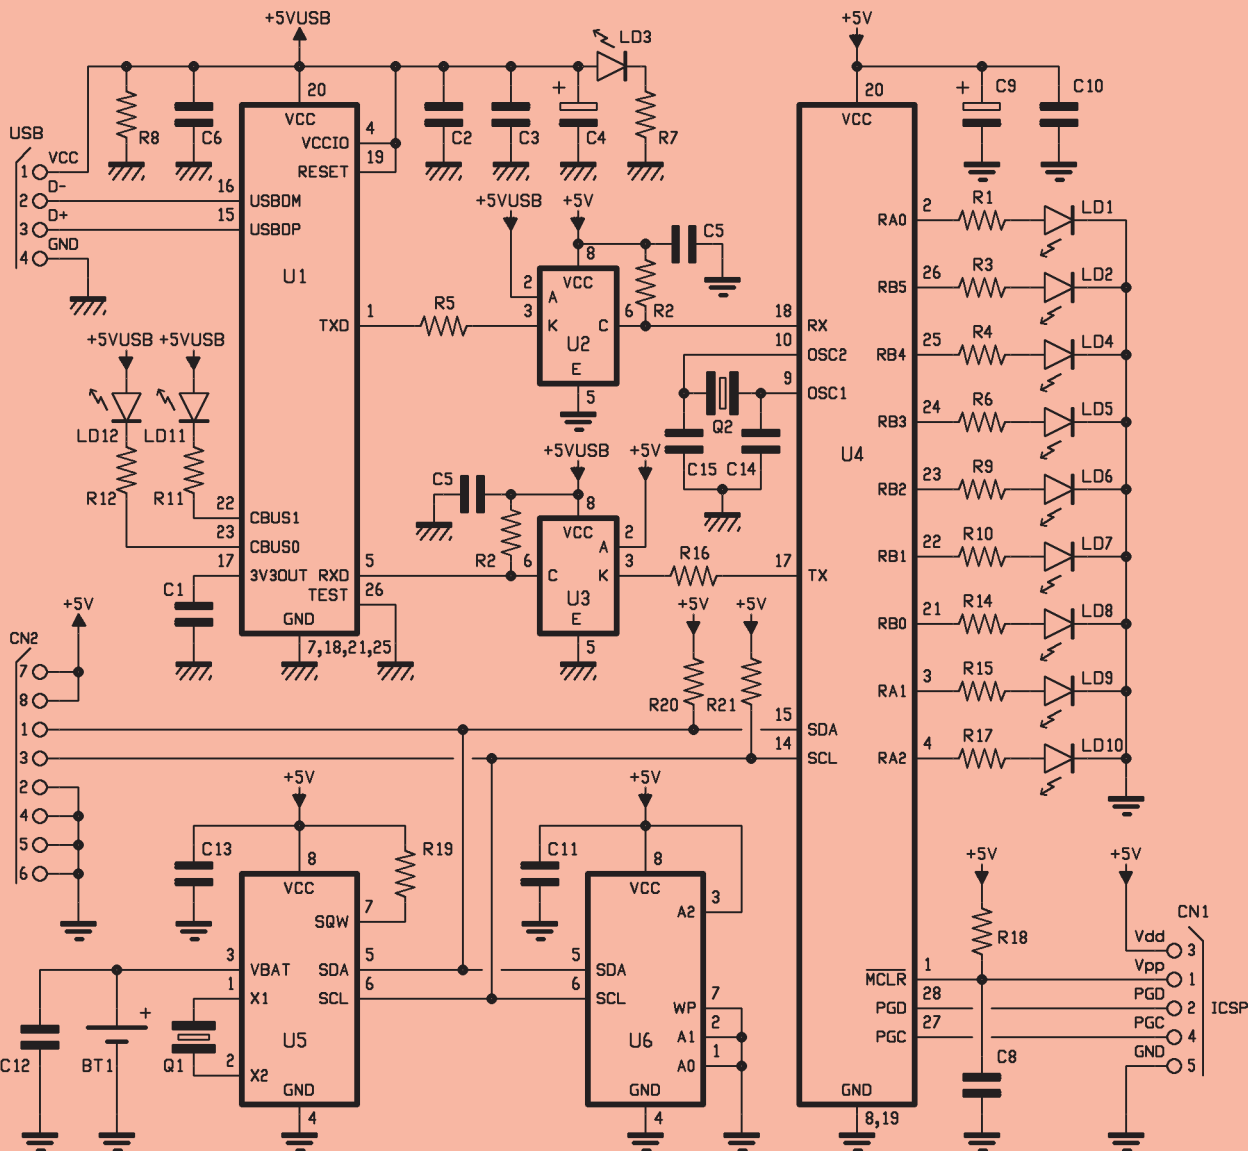 +5VUSB
+5V
LD3
20
VCC
R8
C6
4
VCCIO
19
RESET
C2
C3
+
C4
R7
20
VCC
+
C9
C10
USB
VCC
1
D-
2
D+
3
GND
4
16
USBDM
15
USBDP
U1
+5VUSB
+5V
C5
8
VCC
2
A
3
K
6
C
R2
U2
E
5
TXD
1
R5
18
RX
10
OSC2
9
OSC1
Q2
C15
C14
U4
2
RA0
R1
LD1
26
RB5
R3
LD2
25
RB4
R4
LD4
24
RB3
R6
LD5
23
RB2
R9
LD6
22
RB1
R10
LD7
21
RB0
R14
LD8
3
RA1
R15
LD9
4
RA2
R17
LD10
+5VUSB
+5VUSB
LD12
LD11
R12
R11
22
CBUS1
23
CBUS0
17
3V3OUT
C1
5
RXD
TEST
26
GND
7,18,21,25
+5VUSB
+5V
C5
8
VCC
2
A
R2
6
C
3
K
U3
E
5
R16
17
TX
+5V
+5V
R20
R21
15
SDA
14
SCL
+5V
CN2
7
8
1
3
2
4
5
6
+5V
C13
8
VCC
R19
7
SQW
3
VBAT
5
SDA
1
X1
6
SCL
U5
2
X2
GND
4
C12
+
BT1
Q1
+5V
C11
8
VCC
3
A2
5
SDA
6
SCL
7
WP
2
A1
1
A0
U6
GND
4
+5V
+5V
R18
CN1
Vdd
3
Vpp
1
PGD
2
PGC
4
GND
5
ICSP
1
MCLR
28
PGD
27
PGC
C8
GND
8,19